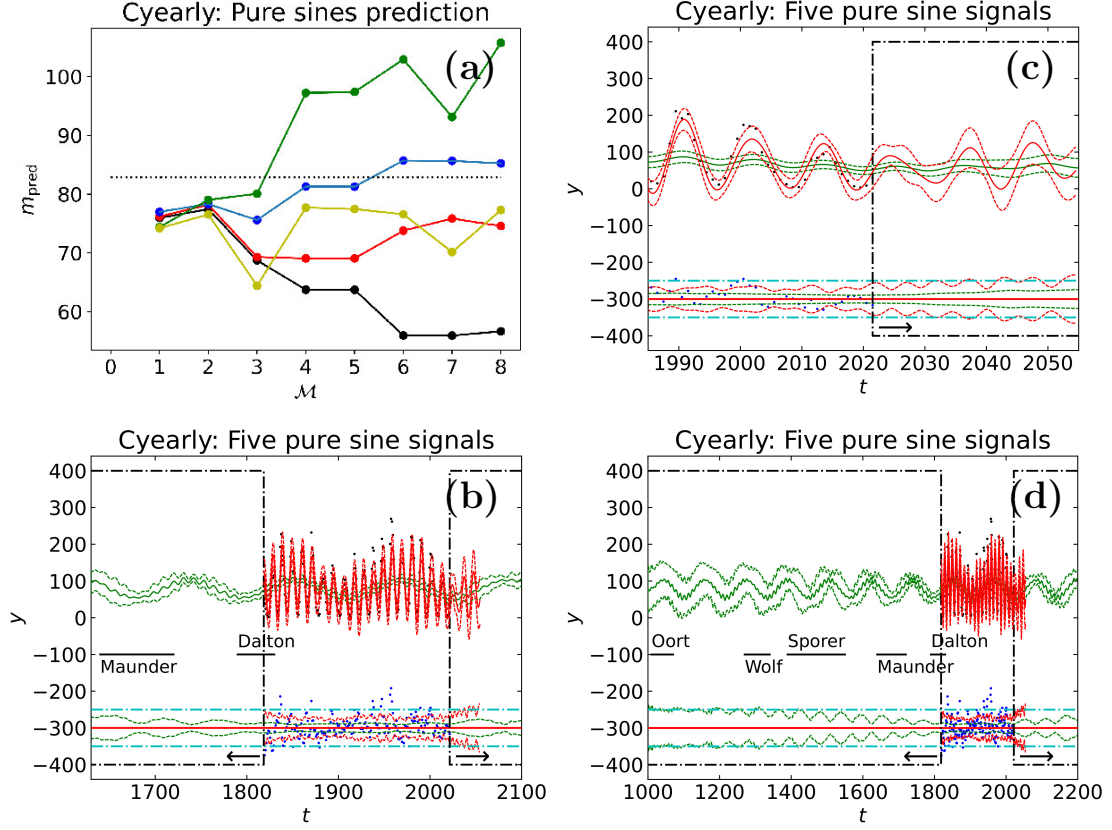 Cyearly: Pure sines prediction
(a)
100
90
80
70
60
m_pred
0 1 2 3 4 5 6 7 8
ℳ
Cyearly: Five pure sine signals
(c)
400
300
200
100
0
−100
−200
−300
−400
y
1990 2000 2010 2020 2030 2040 2050
t
Cyearly: Five pure sine signals
(b)
400
300
200
100
0
−100
−200
−300
−400
y
Dalton
Maunder
1700 1800 1900 2000 2100
t
Cyearly: Five pure sine signals
(d)
400
300
200
100
0
−100
−200
−300
−400
y
Oort Sporer Dalton
Wolf Maunder
1000 1200 1400 1600 1800 2000 2200
t